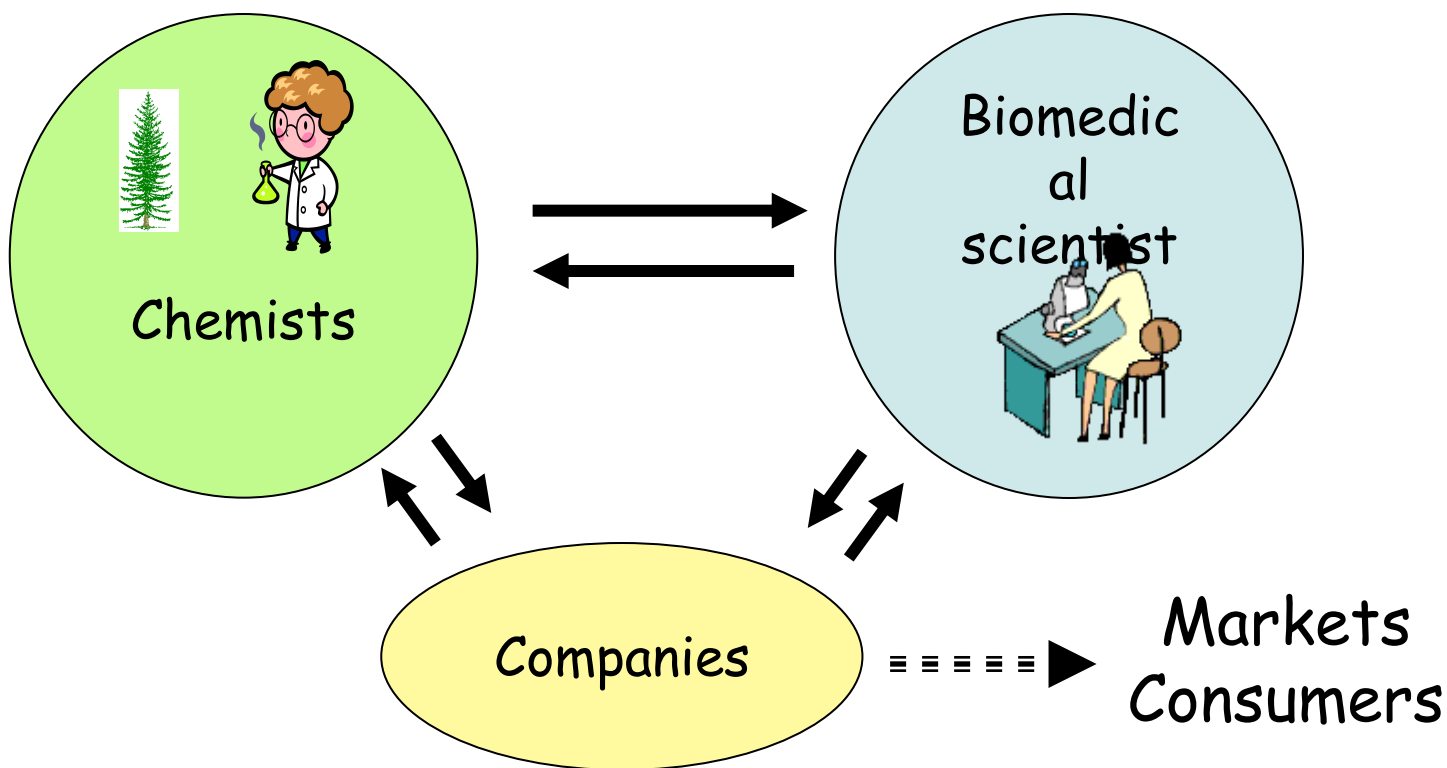 Chemists
Biomedic
al
scientist
Companies
Markets
Consumers